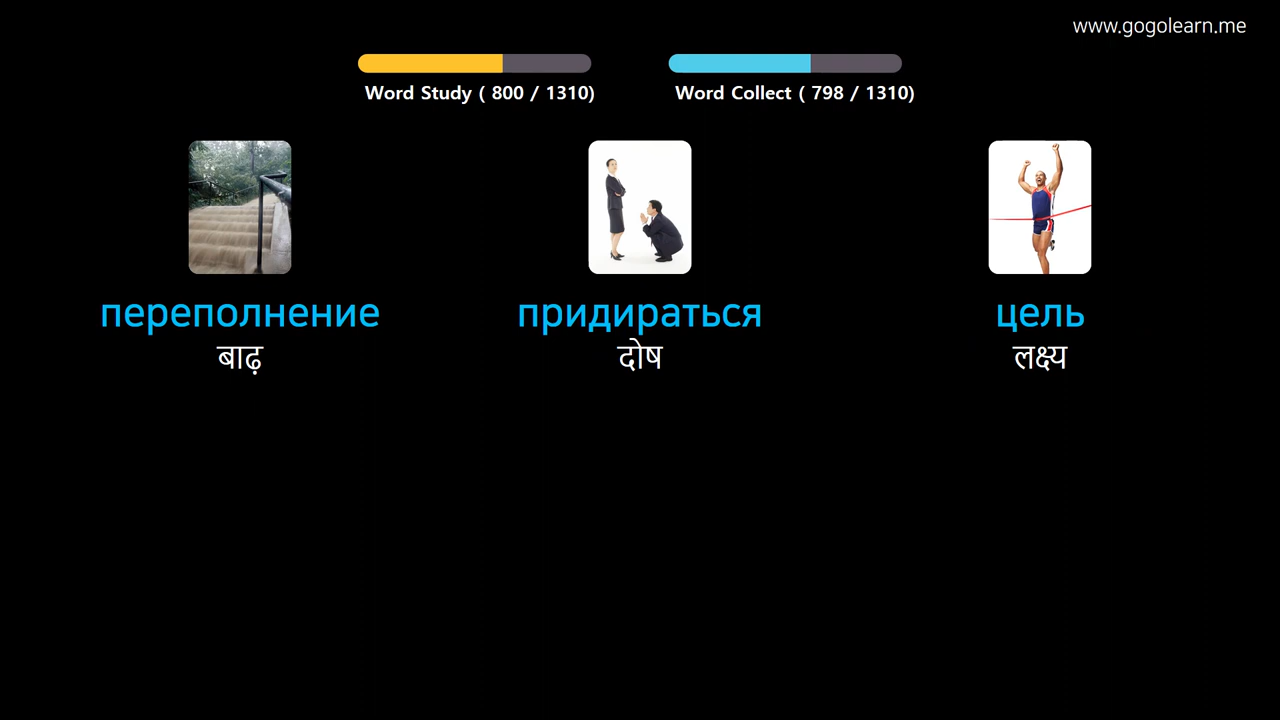 www.gogolearn.me
Word Study ( 800 / 1310)
Word Collect ( 798 / 1310)
переполнение
बाढ़
придираться
दोष
цель
लक्ष्य